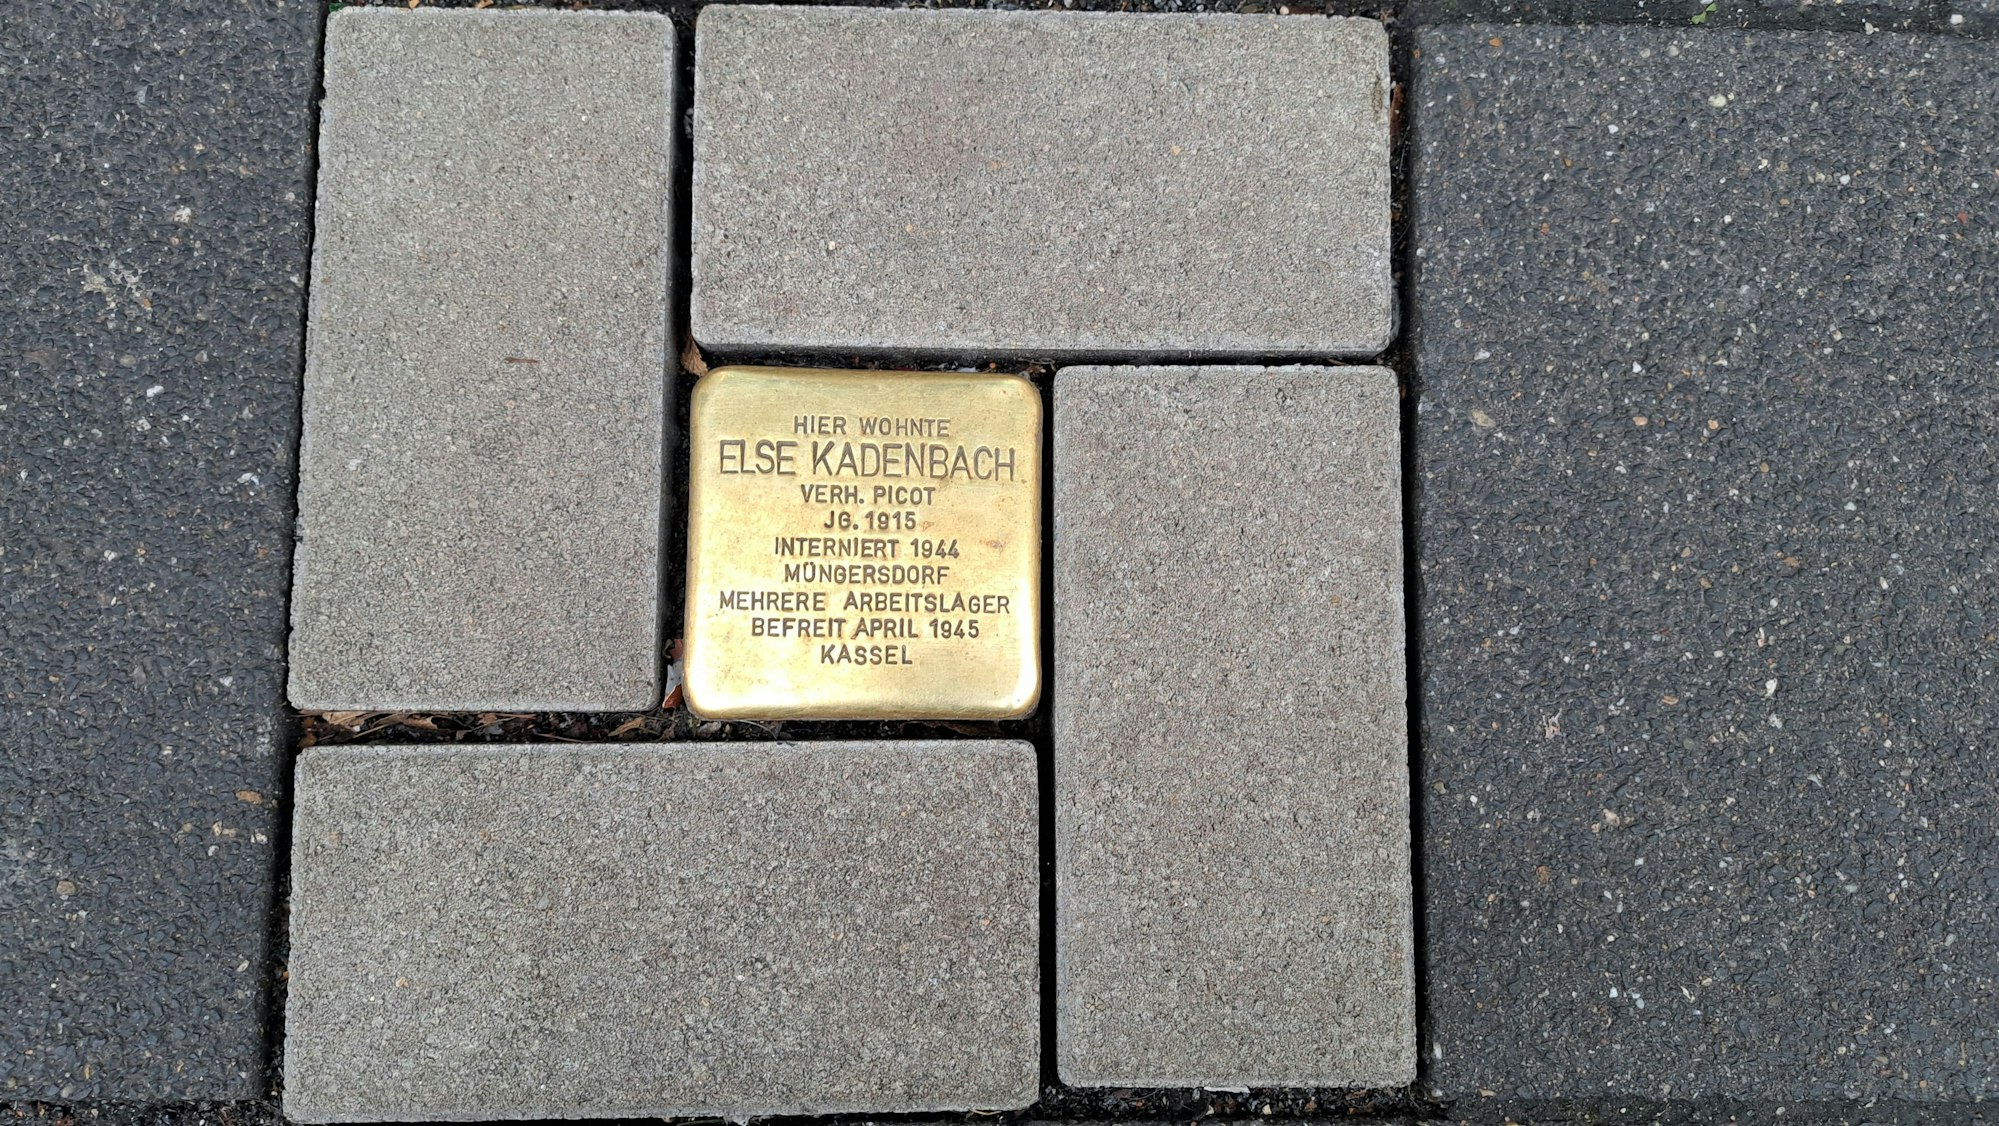 HIER WOHNTE
ELSE KADENBACH
VERH. PICOT
JG. 1915
INTERNIERT 1944
MÜNGERSDORF
MEHRERE ARBEITSLAGER
BEFREIT APRIL 1945
KASSEL